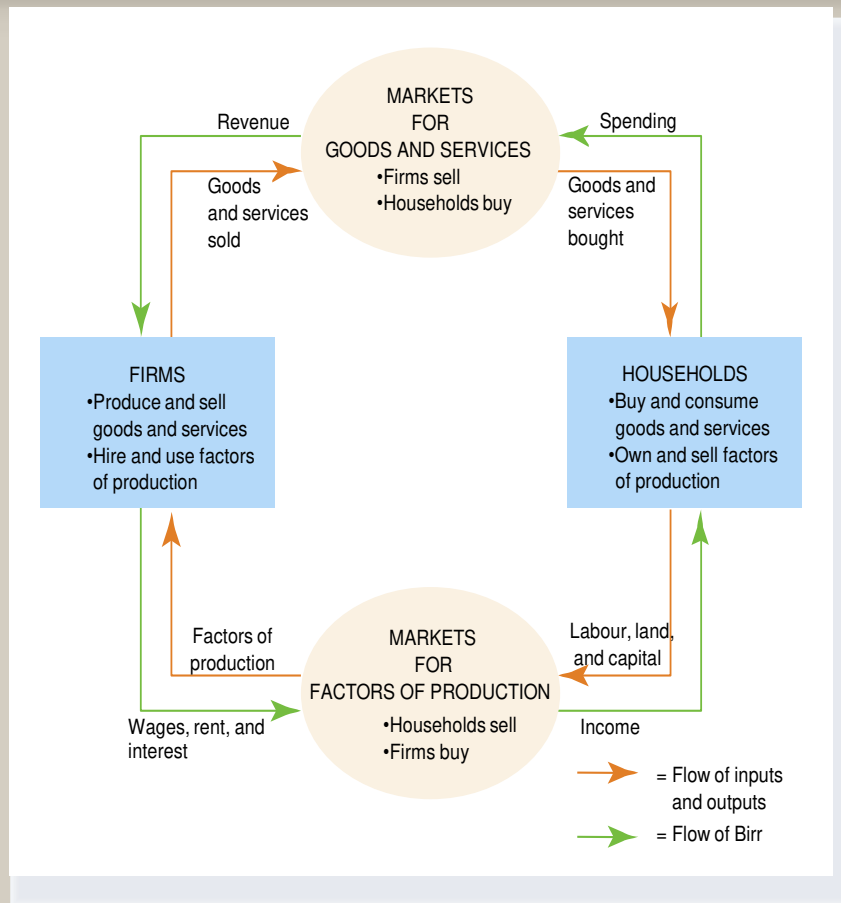 MARKETS
FOR
GOODS AND SERVICES
•Firms sell
•Households buy
Revenue
Spending
Goods
and services
sold
Goods and
services
bought
FIRMS
•Produce and sell
goods and services
•Hire and use factors
of production
HOUSEHOLDS
•Buy and consume
goods and services
•Own and sell factors
of production
Factors of
production
MARKETS
FOR
FACTORS OF PRODUCTION
•Households sell
•Firms buy
Labour, land,
and capital
Wages, rent, and
interest
Income
= Flow of inputs
and outputs
= Flow of Birr